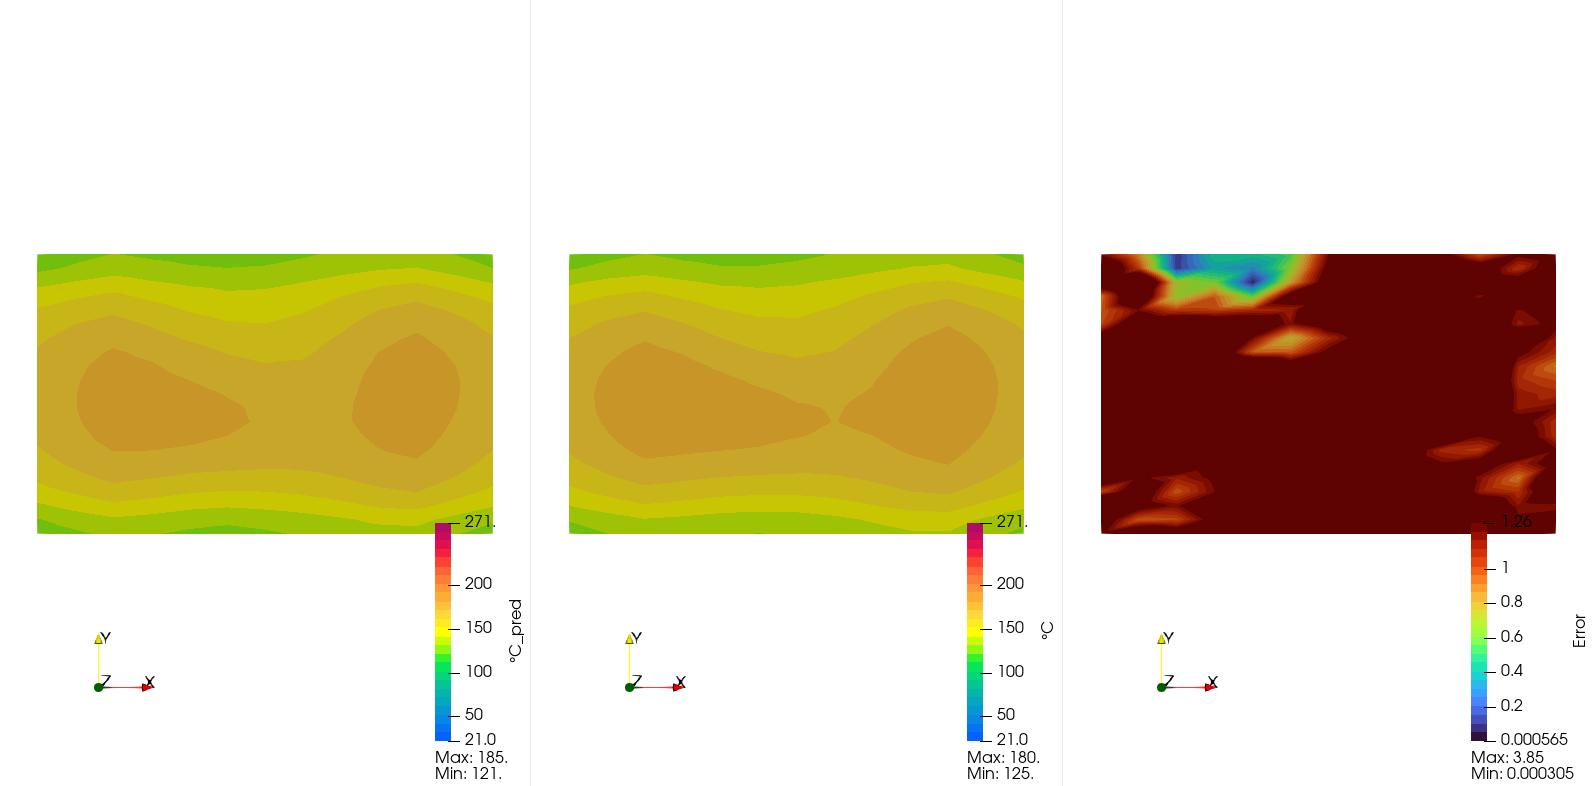 271.
200
150
100
50
21.0
°C_pred
Max: 185.
Min: 121.
Y
Z
X
271.
200
150
100
50
21.0
°C
Max: 180.
Min: 125.
Y
Z
X
1.26
1
0.8
0.6
0.4
0.2
0.000565
Error
Max: 3.85
Min: 0.000305
Y
Z
X